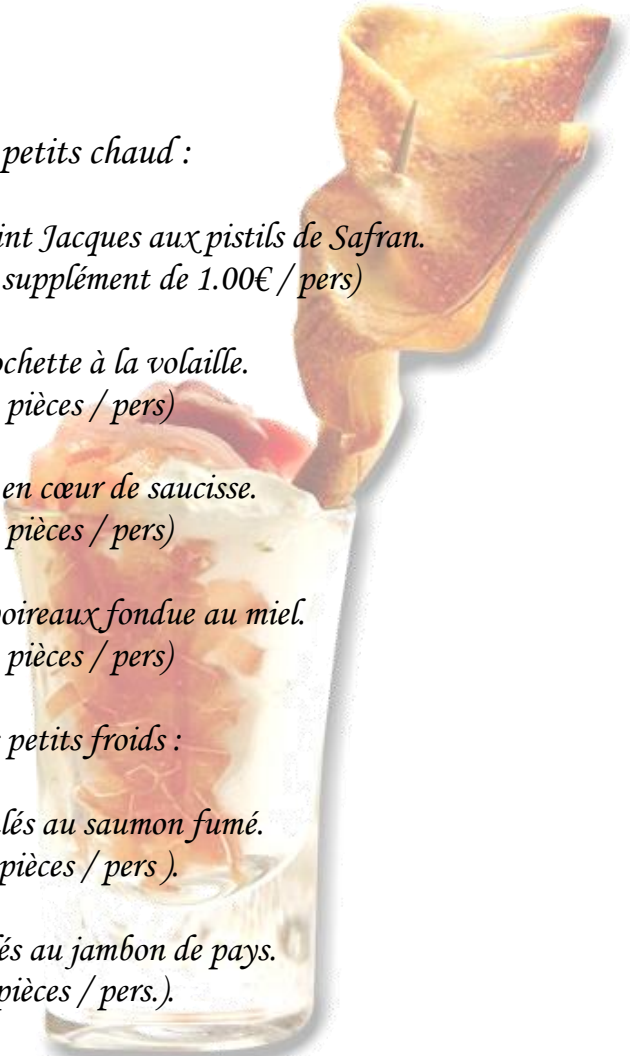 petits chaud :
int Jacques aux pistils de Safran.
supplément de 1.00€ / pers)
ochette à la volaille.
pièces / pers)
en cœur de saucisse.
pièces / pers)
poireaux fondue au miel.
pièces / pers)
petits froids :
lés au saumon fumé.
pièces / pers ).
lés au jambon de pays.
pièces / pers.).